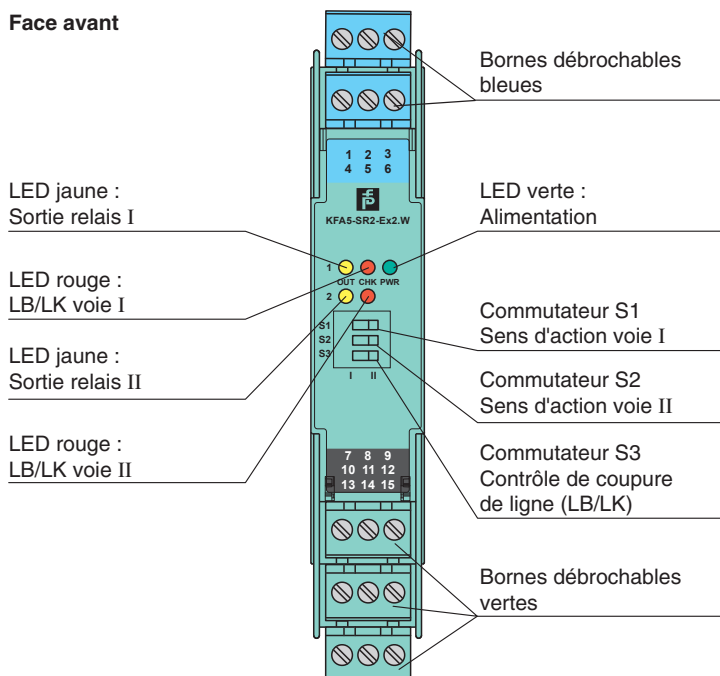 Face avant
Bornes débrochables
bleues
1 2 3
4 5 6
KFA5-SR2-Ex2.W
LED jaune :
Sortie relais I
LED verte :
Alimentation
1
OUT CHK PWR
2
LED rouge :
LB/LK voie I
Commutateur S1
Sens d'action voie I
S1
S2
S3
I II
LED jaune :
Sortie relais II
Commutateur S2
Sens d'action voie II
LED rouge :
LB/LK voie II
Commutateur S3
Contrôle de coupure
de ligne (LB/LK)
7 8 9
10 11 12
13 14 15
Bornes débrochables
vertes